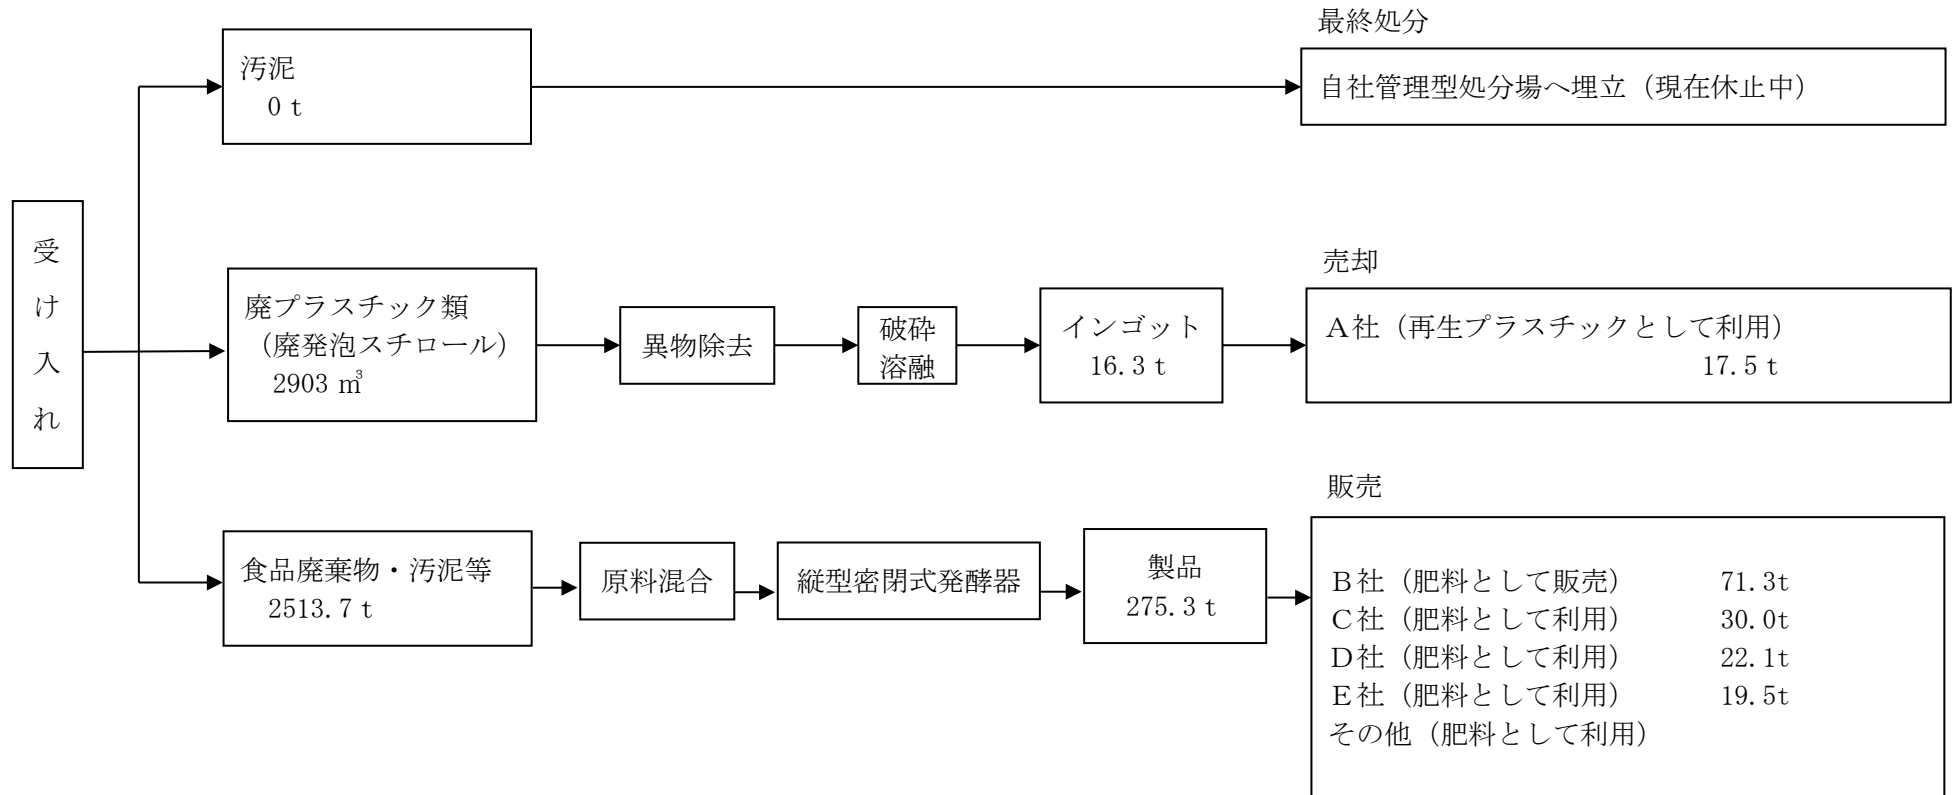 最終処分
汚泥
0 t
自社管理型処分場へ埋立（現在休止中）
受け入れ
売却
廃プラスチック類
（廃発泡スチロール）
2903 ㎥
異物除去
破砕
溶融
インゴット
16.3 t
Ａ社（再生プラスチックとして利用）
17.5 t
販売
食品廃棄物・汚泥等
2513.7 t
原料混合
縦型密閉式発酵器
製品
275.3 t
Ｂ社（肥料として販売） 71.3t
Ｃ社（肥料として利用） 30.0t
Ｄ社（肥料として利用） 22.1t
Ｅ社（肥料として利用） 19.5t
その他（肥料として利用）